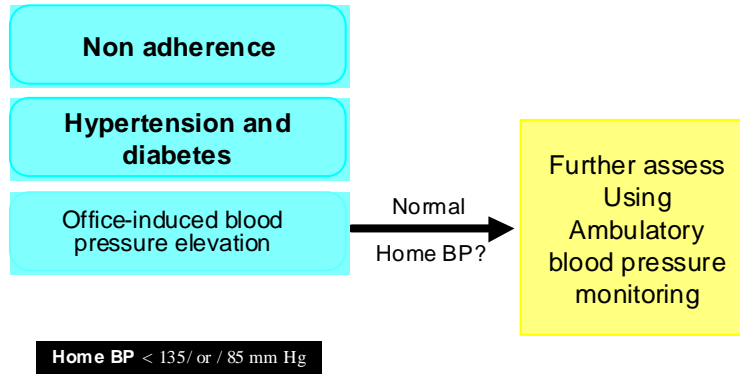 Non adherence
Hypertension and
diabetes
Office-induced blood
pressure elevation
Normal
Home BP?
Further assess
Using
Ambulatory
blood pressure
monitoring
Home BP < 135/ or / 85 mm Hg